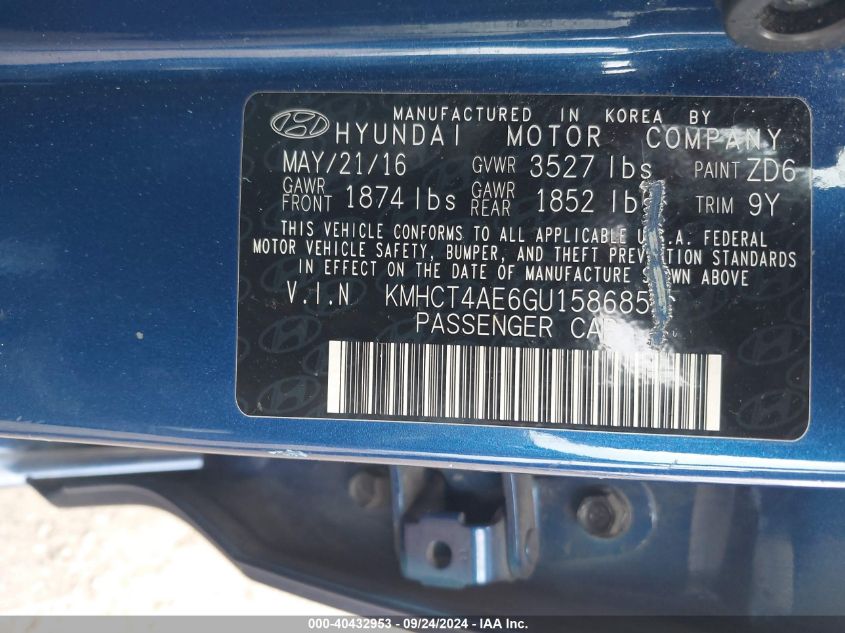 MANUFACTURED IN KOREA BY
HYUNDAI MOTOR COMPANY
MAY/21/16 GVWR 3527 lbs PAINT ZD6
GAWR FRONT 1874 lbs GAWR REAR 1852 lbs TRIM 9Y
THIS VEHICLE CONFORMS TO ALL APPLICABLE U.S.A. FEDERAL
MOTOR VEHICLE SAFETY, BUMPER, AND THEFT PREVENTION STANDARDS
IN EFFECT ON THE DATE OF MANUFACTURE SHOWN ABOVE
V.I.N KMHCT4AE6GU158685
PASSENGER CAR
000-40432953 - 09/24/2024 - IAAI.com